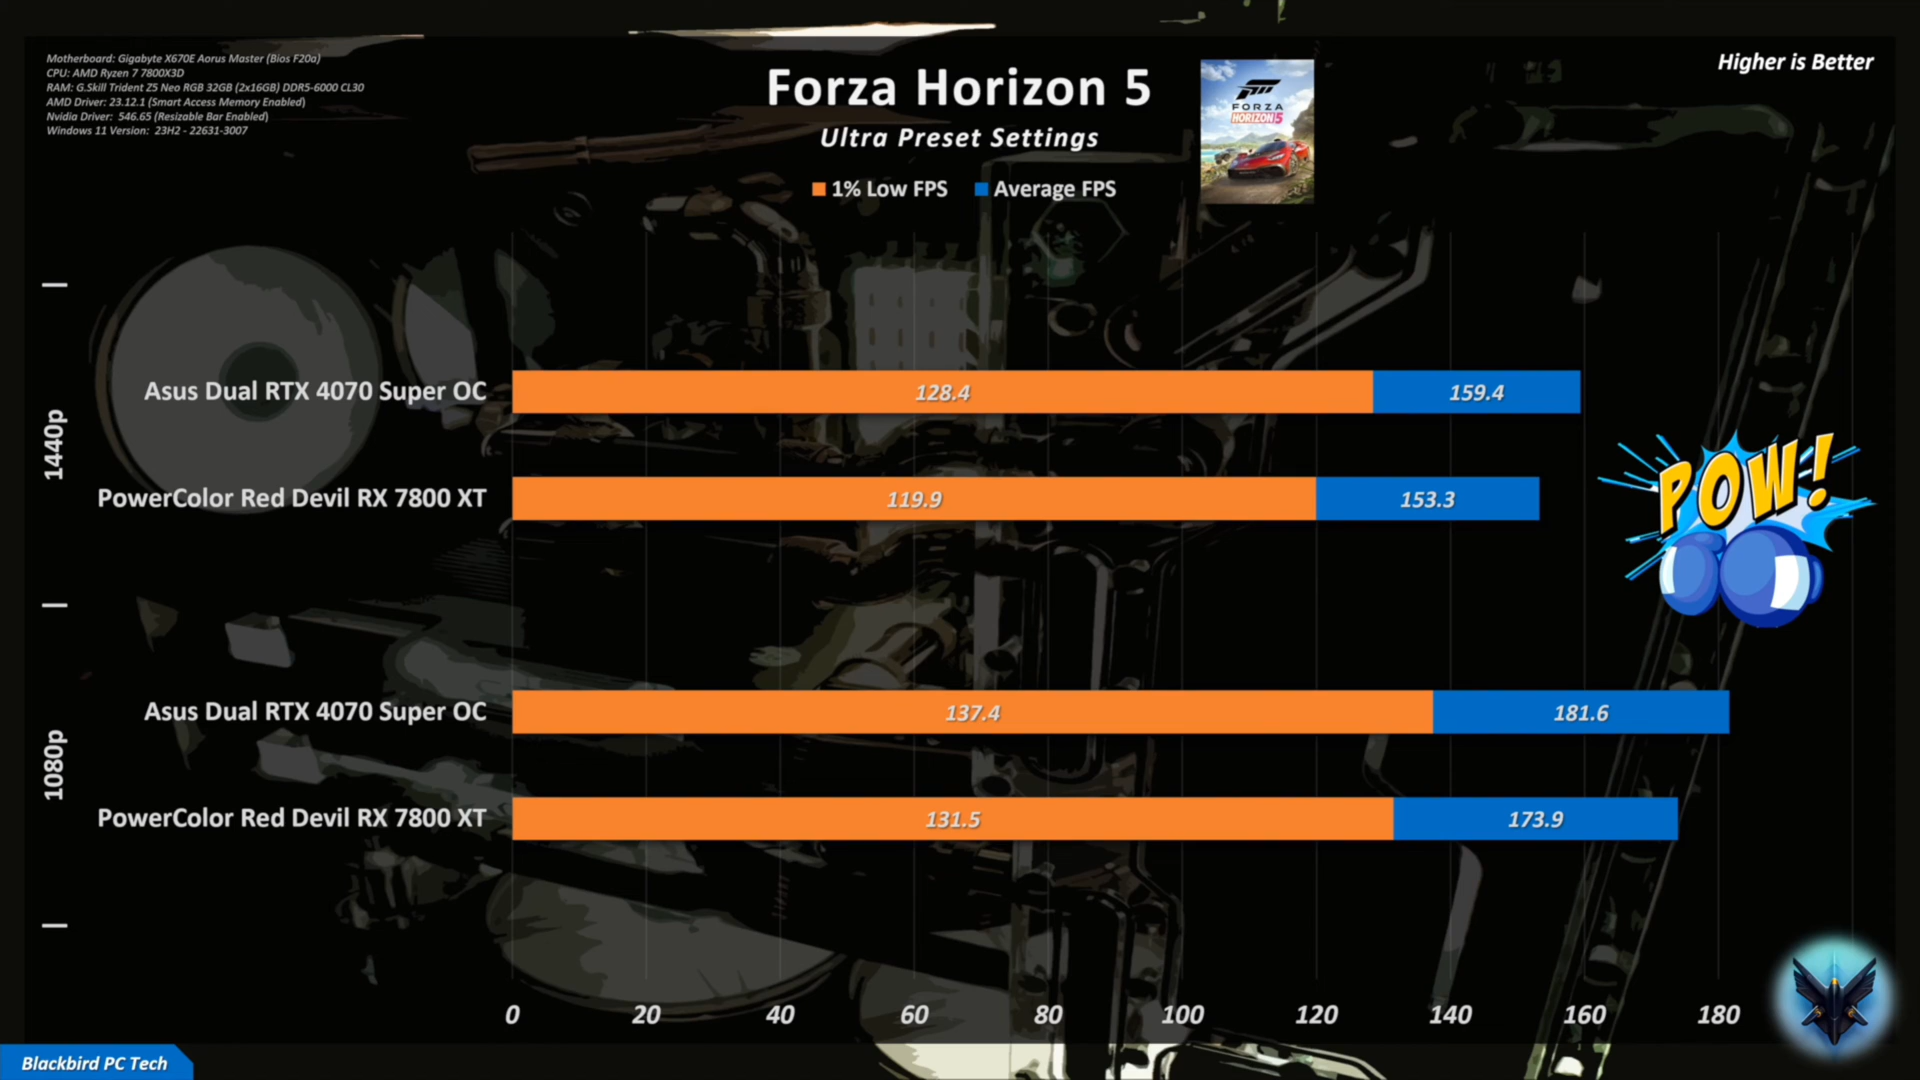 Motherboard: Gigabyte X670E Aorus Master (Bios F20a)
CPU: AMD Ryzen 7 7800X3D
RAM: G.Skill Trident Z5 Neo RGB 32GB (2x16GB) DDR5-6000 CL30
AMD Driver: 23.12.1 (Smart Access Memory Enabled)
Nvidia Driver: 546.65 (Resizable Bar Enabled)
Windows 11 Version: 23H2 - 22631-3007
Forza Horizon 5
Ultra Preset Settings
1% Low FPS Average FPS
FORZA
HORIZON 5
Higher is Better
1440p
Asus Dual RTX 4070 Super OC 128.4 159.4
PowerColor Red Devil RX 7800 XT 119.9 153.3
POW!
1080p
Asus Dual RTX 4070 Super OC 137.4 181.6
PowerColor Red Devil RX 7800 XT 131.5 173.9
0 20 40 60 80 100 120 140 160 180
Blackbird PC Tech